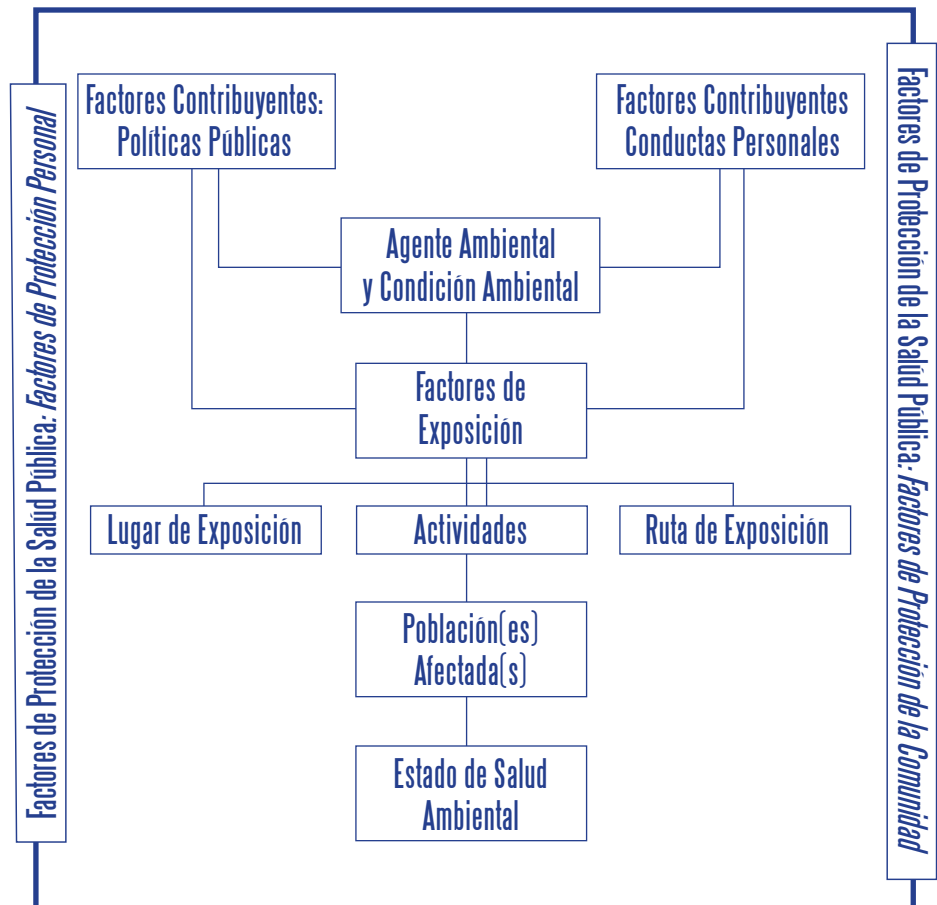 Factores de Protección de la Salúd Pública: Factores de Protección Personal
Factores Contribuyentes:
Políticas Públicas
Factores Contribuyentes
Conductas Personales
Agente Ambiental
y Condición Ambiental
Factores de
Exposición
Lugar de Exposición
Actividades
Ruta de Exposición
Población(es)
Afectada(s)
Estado de Salud
Ambiental
Factores de Protección de la Salúd Pública: Factores de Protección de la Comunidad